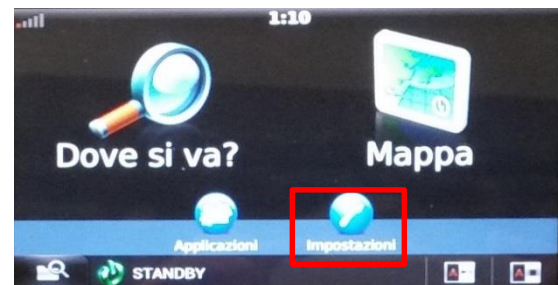 1:10
Dove si va?
Mappa
Applicazioni
Impostazioni
STANDBY